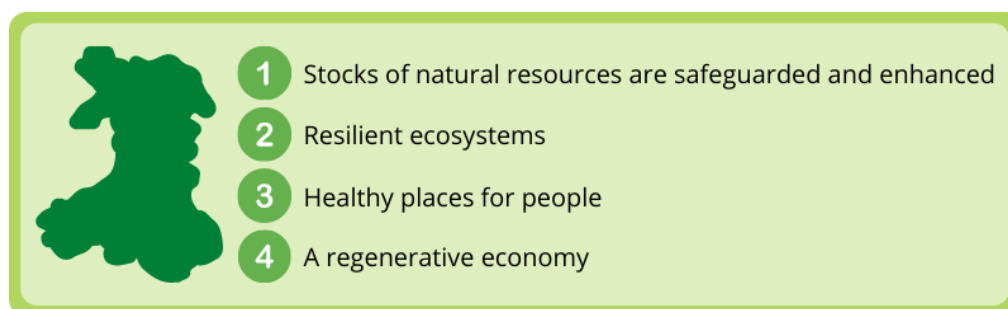 1 Stocks of natural resources are safeguarded and enhanced
2 Resilient ecosystems
3 Healthy places for people
4 A regenerative economy